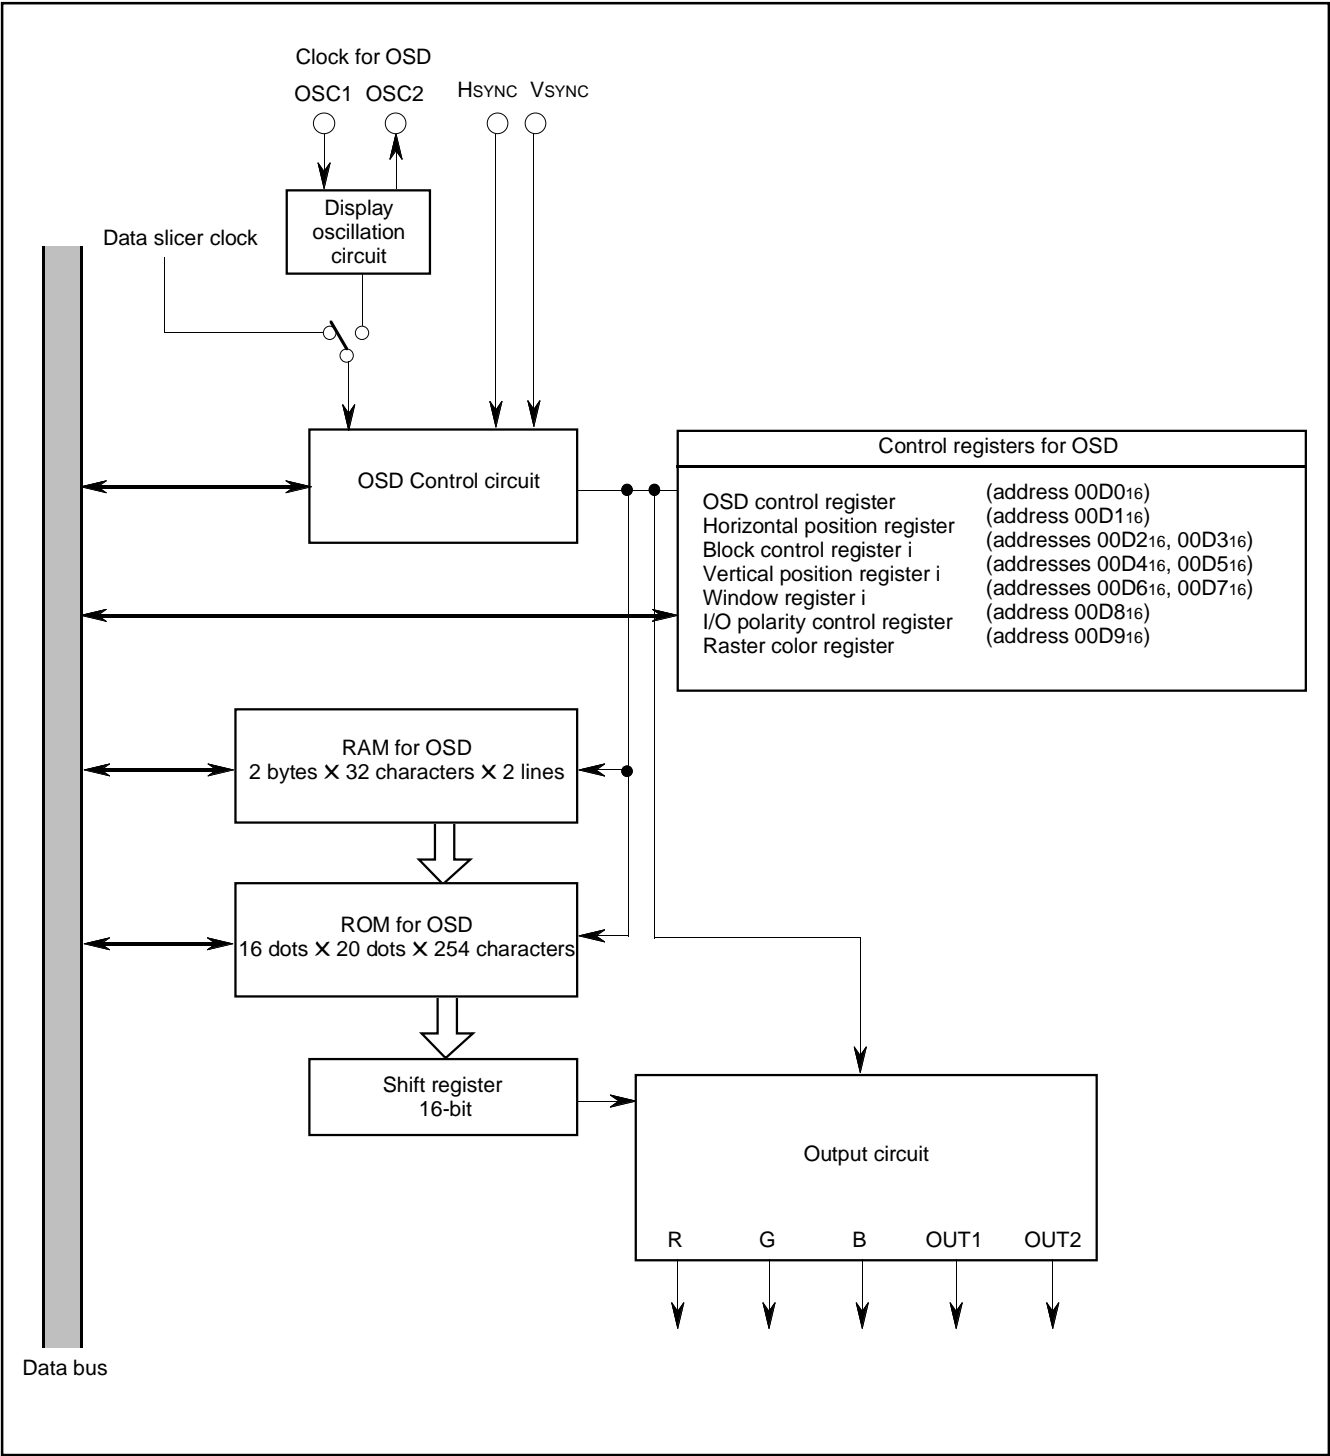 Clock for OSD
OSC1 OSC2 HSYNC VSYNC
Display
oscillation
circuit
Data slicer clock
OSD Control circuit
Control registers for OSD
OSD control register (address 00D016)
Horizontal position register (address 00D116)
Block control register i (addresses 00D216, 00D316)
Vertical position register i (addresses 00D416, 00D516)
Window register i (addresses 00D616, 00D716)
I/O polarity control register (address 00D816)
Raster color register (address 00D916)
RAM for OSD
2 bytes × 32 characters × 2 lines
ROM for OSD
16 dots × 20 dots × 254 characters
Shift register
16-bit
Output circuit
R G B OUT1 OUT2
Data bus